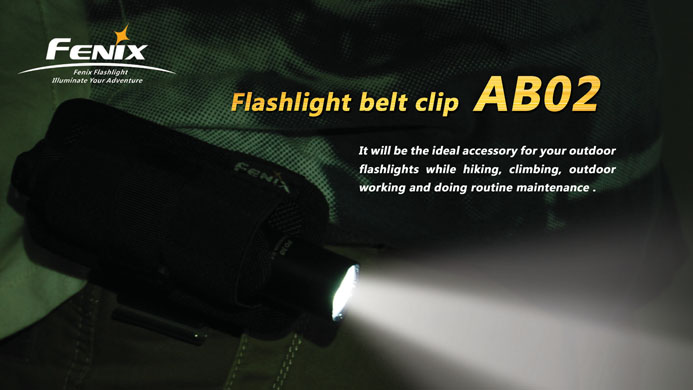 FENIX
Fenix Flashlight
Illuminate Your Adventure
Flashlight belt clip AB02
It will be the ideal accessory for your outdoor
flashlights while hiking, climbing, outdoor
working and doing routine maintenance .
FENIX